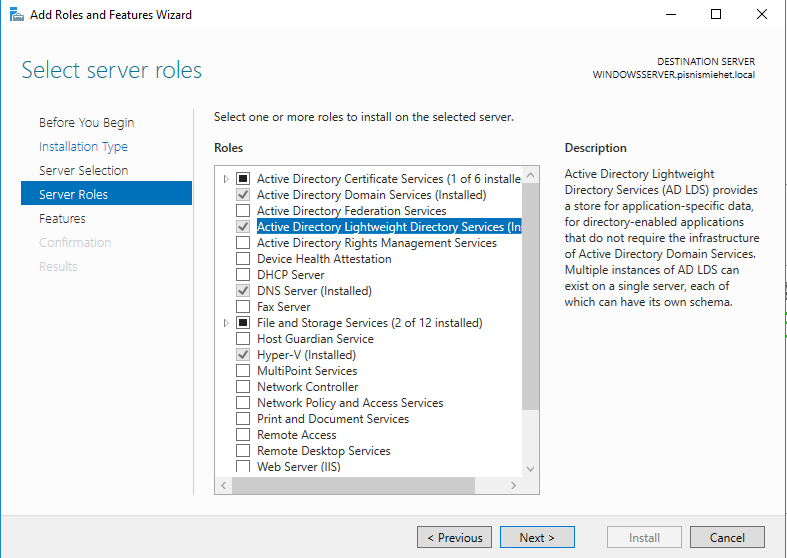 Add Roles and Features Wizard
Select server roles
DESTINATION SERVER
WINDOWSSERVER.pisnismiehet.local
Before You Begin
Installation Type
Server Selection
Server Roles
Features
Confirmation
Results
Select one or more roles to install on the selected server.
Roles
Active Directory Certificate Services (1 of 6 installe
Active Directory Domain Services (Installed)
Active Directory Federation Services
Active Directory Lightweight Directory Services (In
Active Directory Rights Management Services
Device Health Attestation
DHCP Server
DNS Server (Installed)
Fax Server
File and Storage Services (2 of 12 installed)
Host Guardian Service
Hyper-V (Installed)
MultiPoint Services
Network Controller
Network Policy and Access Services
Print and Document Services
Remote Access
Remote Desktop Services
Web Server (IIS)
Description
Active Directory Lightweight
Directory Services (AD LDS) provides
a store for application-specific data,
for directory-enabled applications
that do not require the infrastructure
of Active Directory Domain Services.
Multiple instances of AD LDS can
exist on a single server, each of
which can have its own schema.
< Previous
Next >
Install
Cancel